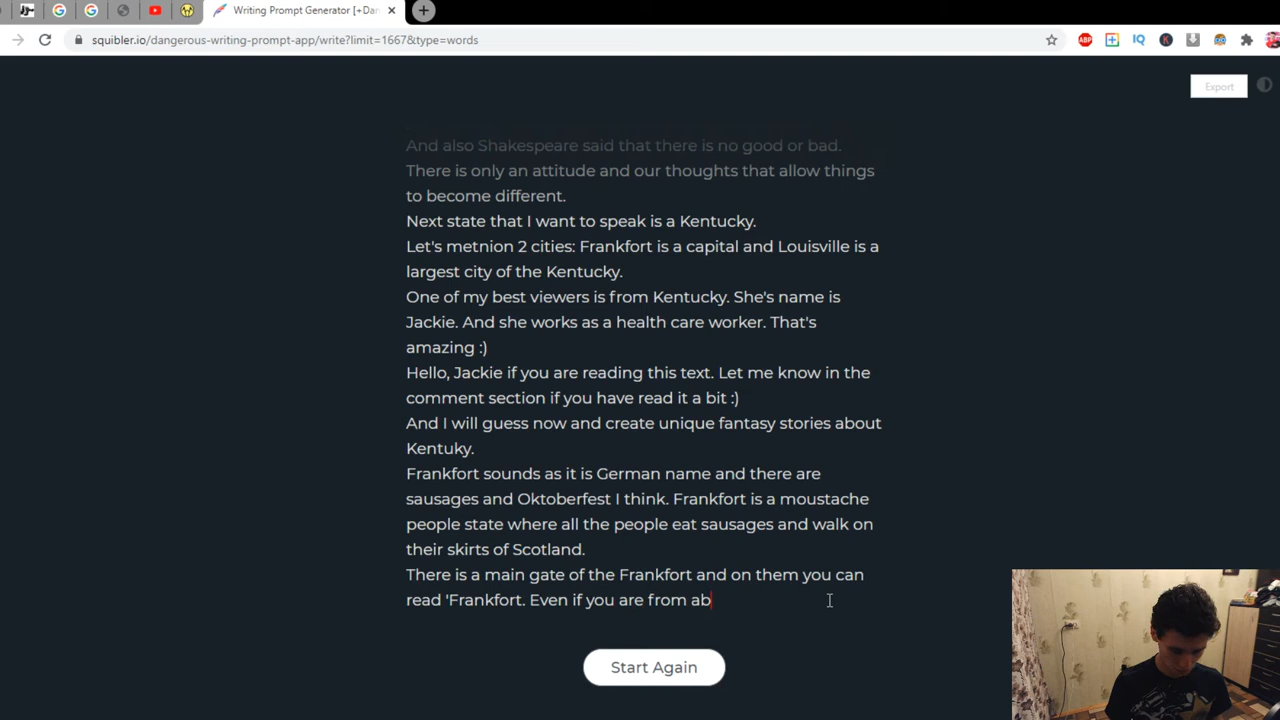 Writing Prompt Generator [+Dan
squibler.io/dangerous-writing-prompt-app/write?limit=1667&type=words
ABP
IQ
K
Export
And also Shakespeare said that there is no good or bad.
There is only an attitude and our thoughts that allow things
to become different.
Next state that I want to speak is a Kentucky.
Let's metnion 2 cities: Frankfort is a capital and Louisville is a
largest city of the Kentucky.
One of my best viewers is from Kentucky. She's name is
Jackie. And she works as a health care worker. That's
amazing :)
Hello, Jackie if you are reading this text. Let me know in the
comment section if you have read it a bit :)
And I will guess now and create unique fantasy stories about
Kentuky.
Frankfort sounds as it is German name and there are
sausages and Oktoberfest I think. Frankfort is a moustache
people state where all the people eat sausages and walk on
their skirts of Scotland.
There is a main gate of the Frankfort and on them you can
read 'Frankfort. Even if you are from ab
Start Again